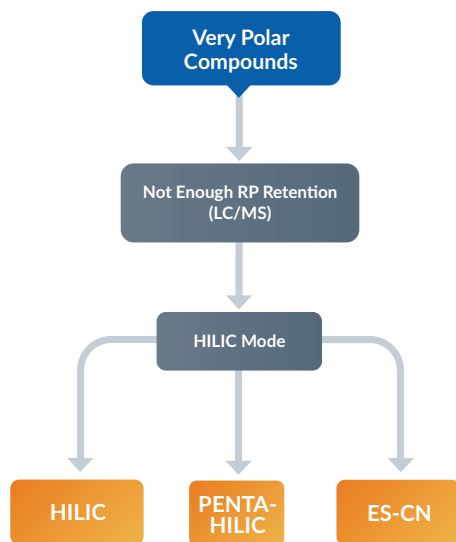 Very Polar
Compounds
Not Enough RP Retention
(LC/MS)
HILIC Mode
HILIC
PENTA-
HILIC
ES-CN